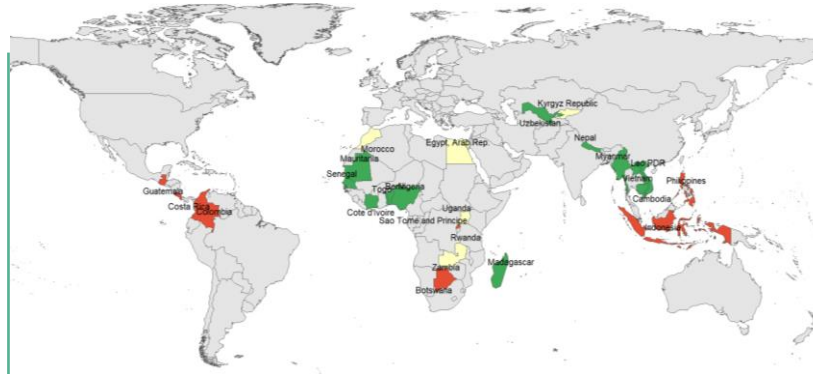 Kyrgyz Republic
Uzbekistan
Morocco
Egypt, Arab Rep.
Nepal
Mauritania
Myanmar
Lao PDR
Senegal
Vietnam
Philippines
Guatemala
Togo
Benin
Nigeria
Cambodia
Costa Rica
Colombia
Cote d'Ivoire
Uganda
Sao Tome and Principe
Indonesia
Rwanda
Madagascar
Zambia
Botswana